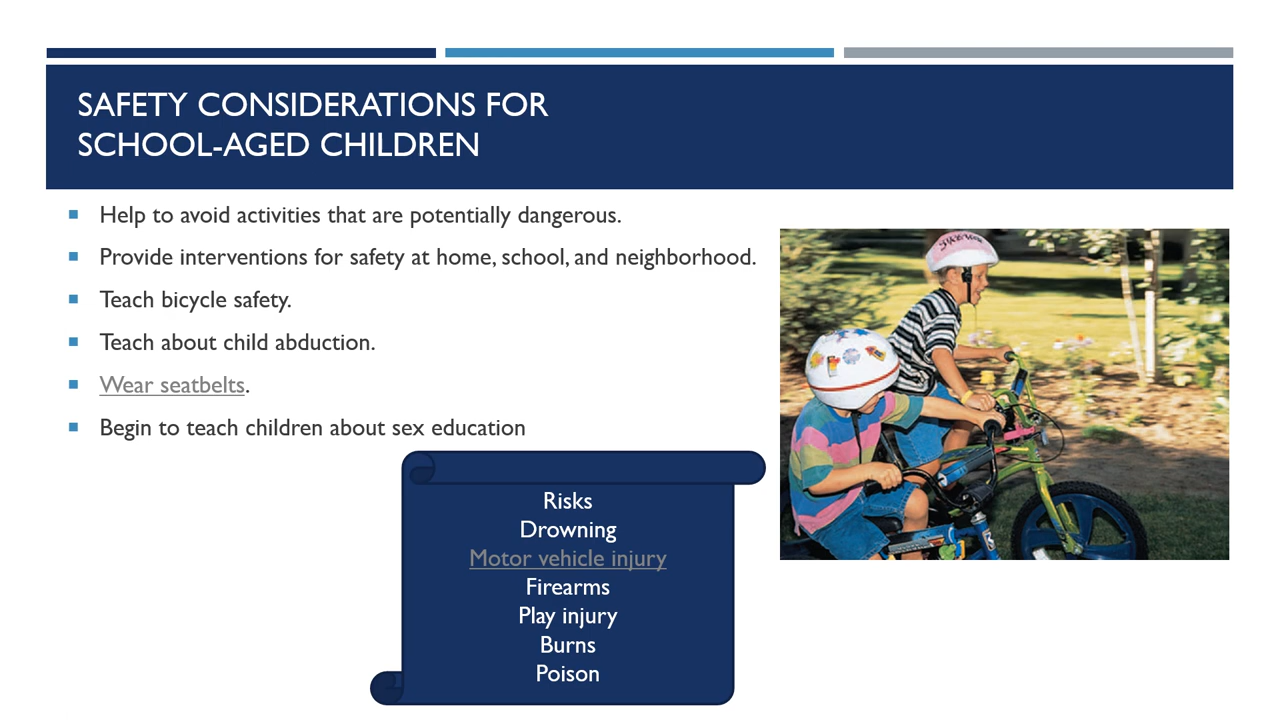 SAFETY CONSIDERATIONS FOR
SCHOOL-AGED CHILDREN
Help to avoid activities that are potentially dangerous.
Provide interventions for safety at home, school, and neighborhood.
Teach bicycle safety.
Teach about child abduction.
Wear seatbelts.
Begin to teach children about sex education
Risks
Drowning
Motor vehicle injury
Firearms
Play injury
Burns
Poison